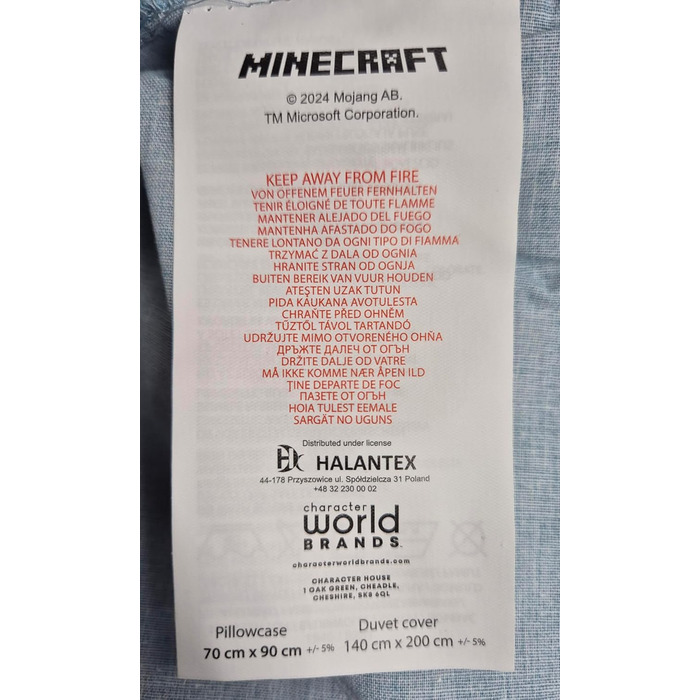 MINECRAFT
© 2024 Mojang AB.
TM Microsoft Corporation.
KEEP AWAY FROM FIRE
VON OFFENEM FEUER FERNHALTEN
TENIR ÉLOIGNÉ DE TOUTE FLAMME
MANTENER ALEJADO DEL FUEGO
MANTENHA AFASTADO DO FOGO
TENERE LONTANO DA OGNI TIPO DI FIAMMA
TRZYMAĆ Z DALA OD OGNIA
HRANITE STRAN OD OGNJA
BUITEN BEREIK VAN VUUR HOUDEN
ATEŞTEN UZAK TUTUN
PIDA KAUKANA AVOTULESTA
CHRAŇTE PŘED OHNĚM
TŰZTŐL TÁVOL TARTANDÓ
UDRŽUJTE MIMO OTVORENÉHO OHŇA
ДРЪЖТЕ ДАЛЕЧ ОТ ОГЪН
DRŽITE DALJE OD VATRE
MÅ IKKE KOMME NÆR ÅPEN ILD
ȚINE DEPARTE DE FOC
ПАЗЕТЕ ОТ ОГЪН
HOIA TULEST EEMALE
SARGĀT NO UGUNS
Distributed under license
HALANTEX
44-178 Przyszowice ul. Spółdzielcza 31 Poland
+48 32 230 00 02
character
world
BRANDS™
characterworldbrands.com
CHARACTER HOUSE
1 OAK GREEN, CHEADLE,
CHESHIRE, SK8 6QL
Pillowcase Duvet cover
70 cm x 90 cm +/- 5% 140 cm x 200 cm +/- 5%